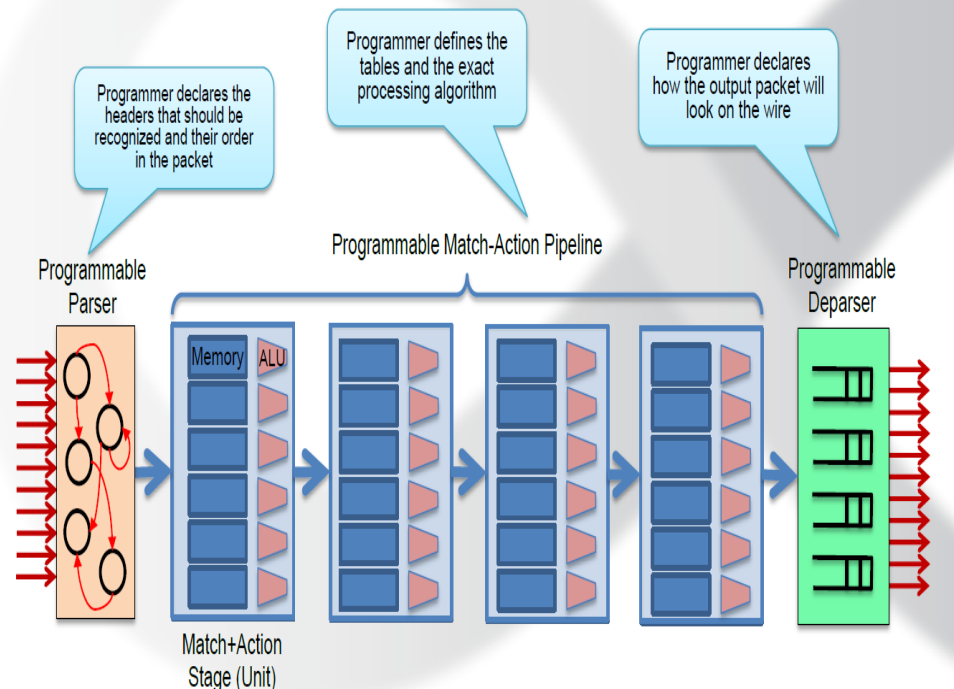 Programmer declares the
headers that should be
recognized and their order
in the packet
Programmer defines the
tables and the exact
processing algorithm
Programmer declares
how the output packet will
look on the wire
Programmable Match-Action Pipeline
Programmable
Parser
Programmable
Deparser
Memory
ALU
Match+Action
Stage (Unit)